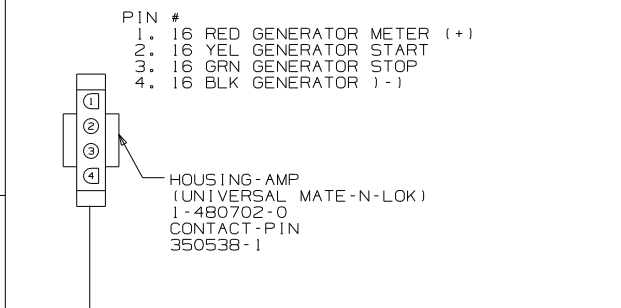 PIN #
1. 16 RED GENERATOR METER (+)
2. 16 YEL GENERATOR START
3. 16 GRN GENERATOR STOP
4. 16 BLK GENERATOR )-)
1
2
3
4
HOUSING-AMP
(UNIVERSAL MATE-N-LOK)
1-480702-0
CONTACT-PIN
350538-1